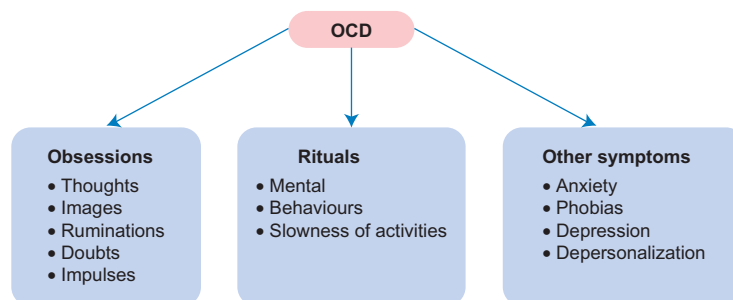 OCD
Obsessions
• Thoughts
• Images
• Ruminations
• Doubts
• Impulses
Rituals
• Mental
• Behaviours
• Slowness of activities
Other symptoms
• Anxiety
• Phobias
• Depression
• Depersonalization